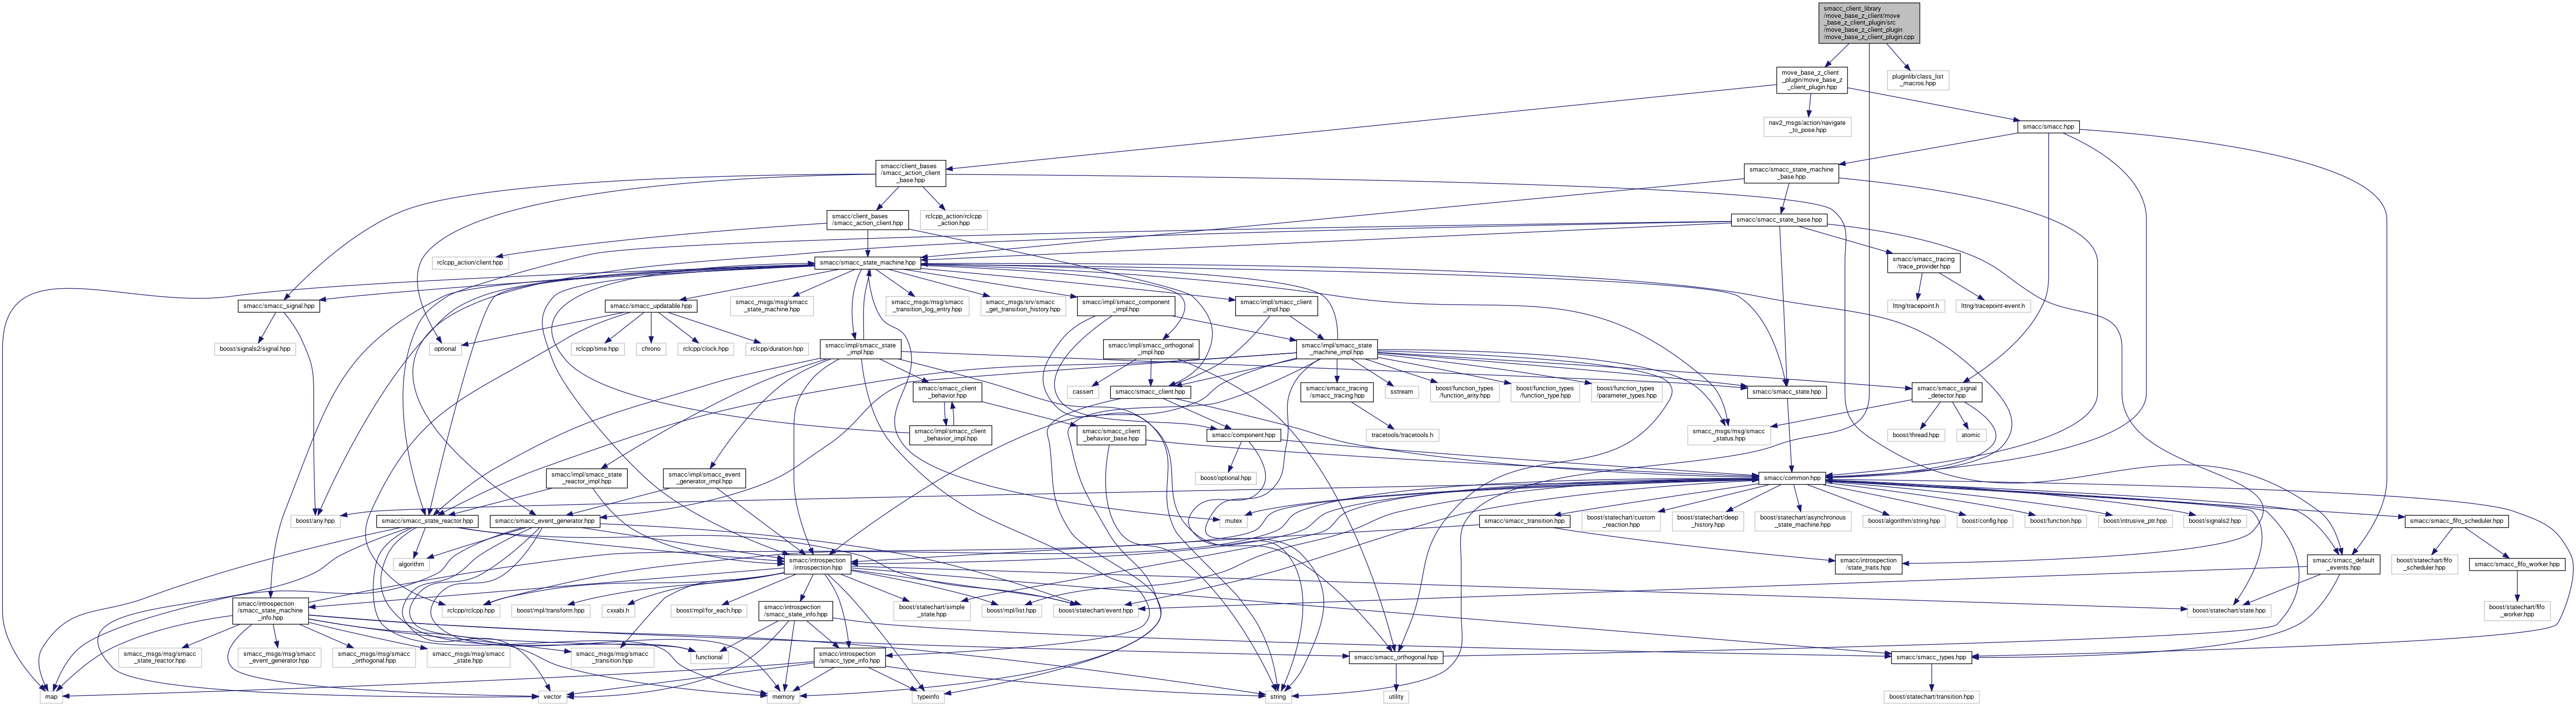 smacc_client_library
/move_base_z_client/move
_base_z_client_plugin/src
/move_base_z_client_plugin
/move_base_z_client_plugin.cpp
move_base_z_client
_plugin/move_base_z
_client_plugin.hpp
pluginlib/class_list
_macros.hpp
nav2_msgs/action/navigate
_to_pose.hpp
smacc/smacc.hpp
smacc/client_bases
/smacc_action_client
_base.hpp
smacc/smacc_state_machine
_base.hpp
smacc/client_bases
/smacc_action_client.hpp
rclcpp_action/rclcpp
_action.hpp
smacc/smacc_state_base.hpp
rclcpp_action/client.hpp
smacc/smacc_state_machine.hpp
smacc/smacc_tracing
/trace_provider.hpp
smacc/smacc_signal.hpp
smacc/smacc_updatable.hpp
smacc_msgs/msg/smacc
_state_machine.hpp
smacc_msgs/msg/smacc
_transition_log_entry.hpp
smacc_msgs/srv/smacc
_get_transition_history.hpp
smacc/impl/smacc_component
_impl.hpp
smacc/impl/smacc_client
_impl.hpp
lttng/tracepoint.h
lttng/tracepoint-event.h
boost/signals2/signal.hpp
optional
rclcpp/time.hpp
chrono
rclcpp/clock.hpp
rclcpp/duration.hpp
smacc/impl/smacc_state
_impl.hpp
smacc/impl/smacc_orthogonal
_impl.hpp
smacc/impl/smacc_state
_machine_impl.hpp
smacc/smacc_client
_behavior.hpp
cassert
smacc/smacc_client.hpp
smacc/smacc_tracing
/smacc_tracing.hpp
sstream
boost/function_types
/function_arity.hpp
boost/function_types
/function_type.hpp
boost/function_types
/parameter_types.hpp
smacc/smacc_state.hpp
smacc/smacc_signal
_detector.hpp
smacc/impl/smacc_client
_behavior_impl.hpp
smacc/smacc_client
_behavior_base.hpp
smacc/component.hpp
tracetools/tracetools.h
smacc_msgs/msg/smacc
_status.hpp
boost/thread.hpp
atomic
smacc/impl/smacc_state
_reactor_impl.hpp
smacc/impl/smacc_event
_generator_impl.hpp
boost/optional.hpp
smacc/common.hpp
boost/any.hpp
smacc/smacc_state_reactor.hpp
smacc/smacc_event_generator.hpp
mutex
smacc/smacc_transition.hpp
boost/statechart/custom
_reaction.hpp
boost/statechart/deep
_history.hpp
boost/statechart/asynchronous
_state_machine.hpp
boost/algorithm/string.hpp
boost/config.hpp
boost/function.hpp
boost/intrusive_ptr.hpp
boost/signals2.hpp
smacc/smacc_fifo_scheduler.hpp
algorithm
smacc/introspection
/introspection.hpp
smacc/introspection
/state_traits.hpp
smacc/smacc_default
_events.hpp
boost/statechart/fifo
_scheduler.hpp
smacc/smacc_fifo_worker.hpp
smacc/introspection
/smacc_state_machine
_info.hpp
rclcpp/rclcpp.hpp
boost/mpl/transform.hpp
cxxabi.h
boost/mpl/for_each.hpp
smacc/introspection
/smacc_state_info.hpp
boost/statechart/simple
_state.hpp
boost/mpl/list.hpp
boost/statechart/event.hpp
boost/statechart/state.hpp
boost/statechart/fifo
_worker.hpp
smacc_msgs/msg/smacc
_state_reactor.hpp
smacc_msgs/msg/smacc
_event_generator.hpp
smacc_msgs/msg/smacc
_orthogonal.hpp
smacc_msgs/msg/smacc
_state.hpp
smacc_msgs/msg/smacc
_transition.hpp
functional
smacc/introspection
/smacc_type_info.hpp
smacc/smacc_orthogonal.hpp
smacc/smacc_types.hpp
map
vector
memory
typeinfo
string
utility
boost/statechart/transition.hpp